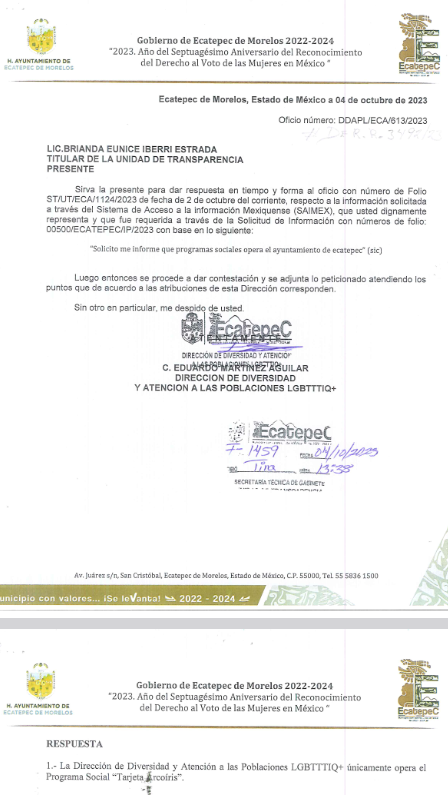 Gobierno de Ecatepec de Morelos 2022-2024
"2023. Año del Septuagésimo Aniversario del Reconocimiento
del Derecho al Voto de las Mujeres en México "
H. AYUNTAMIENTO DE
ECATEPEC DE MORELOS
Ecatepec
Ecatepec de Morelos, Estado de México a 04 de octubre de 2023
Oficio número: DDAPL/ECA/613/2023
LIC.BRIANDA EUNICE IBERRI ESTRADA
TITULAR DE LA UNIDAD DE TRANSPARENCIA
PRESENTE
Sirva la presente para dar respuesta en tiempo y forma al oficio con número de Folio
ST/UT/ECA/1124/2023 de fecha de 2 de octubre del corriente, respecto a la información solicitada
a través del Sistema de Acceso a la información Mexiquense (SAIMEX), que usted dignamente
representa y que fue requerida a través de la Solicitud de Información con números de folio:
00500/ECATEPEC/IP/2023 con base en lo siguiente:
"Solicito me informe que programas sociales opera el ayuntamiento de ecatepec" (sic)
Luego entonces se procede a dar contestación y se adjunta lo peticionado atendiendo los
puntos que de acuerdo a las atribuciones de esta Dirección corresponden.
Sin otro en particular, me despido de usted.
EcatepeC
ATENTAMENTE
DIRECCIÓN DE DIVERSIDAD Y ATENCIÓN
C. EDUARDO MARTÍNEZ AGUILAR
DIRECCION DE DIVERSIDAD
Y ATENCION A LAS POBLACIONES LGBTTTIQ+
EcatepeC
F-1459 FECHA 04/10/2023
Tina 13:38
SECRETARÍA TÉCNICA DE GABINETE
Av. Juárez s/n, San Cristóbal, Ecatepec de Morelos, Estado de México, C.P. 55000, Tel 55 5836 1500
unicipio con valores... ¡Se levanta! 2022 - 2024
Gobierno de Ecatepec de Morelos 2022-2024
"2023. Año del Septuagésimo Aniversario del Reconocimiento
del Derecho al Voto de las Mujeres en México "
H. AYUNTAMIENTO DE
ECATEPEC DE MORELOS
Ecatepec
RESPUESTA
1.- La Dirección de Diversidad y Atención a las Poblaciones LGBTTTIQ+ únicamente opera el
Programa Social "Tarjeta Arcoíris".